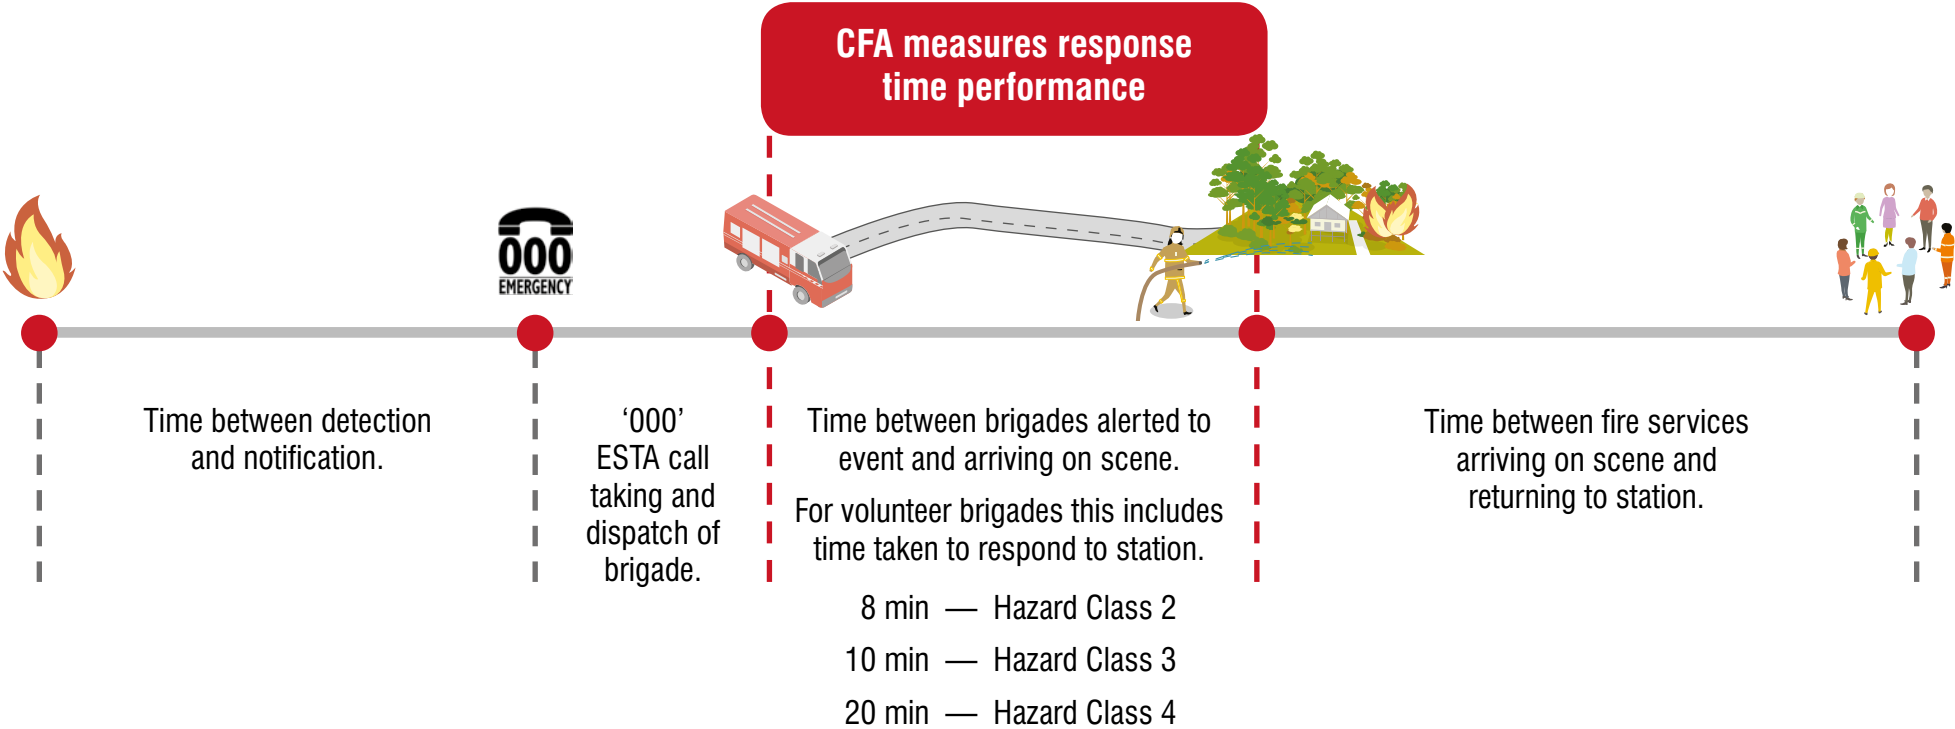 CFA measures response
time performance
000
EMERGENCY
Time between detection
and notification.
‘000’
ESTA call
taking and
dispatch of
brigade.
Time between brigades alerted to
event and arriving on scene.
For volunteer brigades this includes
time taken to respond to station.
8 min — Hazard Class 2
10 min — Hazard Class 3
20 min — Hazard Class 4
Time between fire services
arriving on scene and
returning to station.